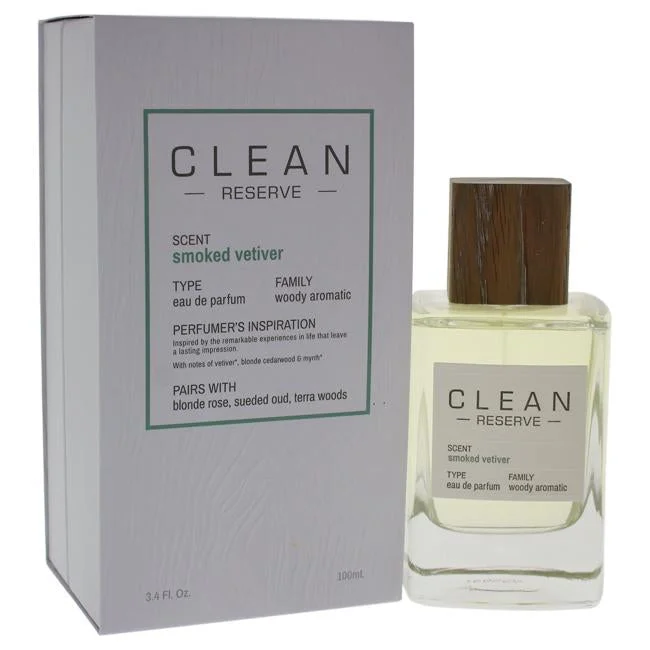 CLEAN
— RESERVE —
SCENT
smoked vetiver
TYPE FAMILY
eau de parfum woody aromatic
PERFUMER'S INSPIRATION
Inspired by the remarkable experiences in life that leave
a lasting impression.
With notes of vetiver*, blonde cedarwood & myrrh*
PAIRS WITH
blonde rose, sueded oud, terra woods
3.4 Fl. Oz. 100ml
CLEAN
— RESERVE —
SCENT
smoked vetiver
TYPE FAMILY
eau de parfum woody aromatic